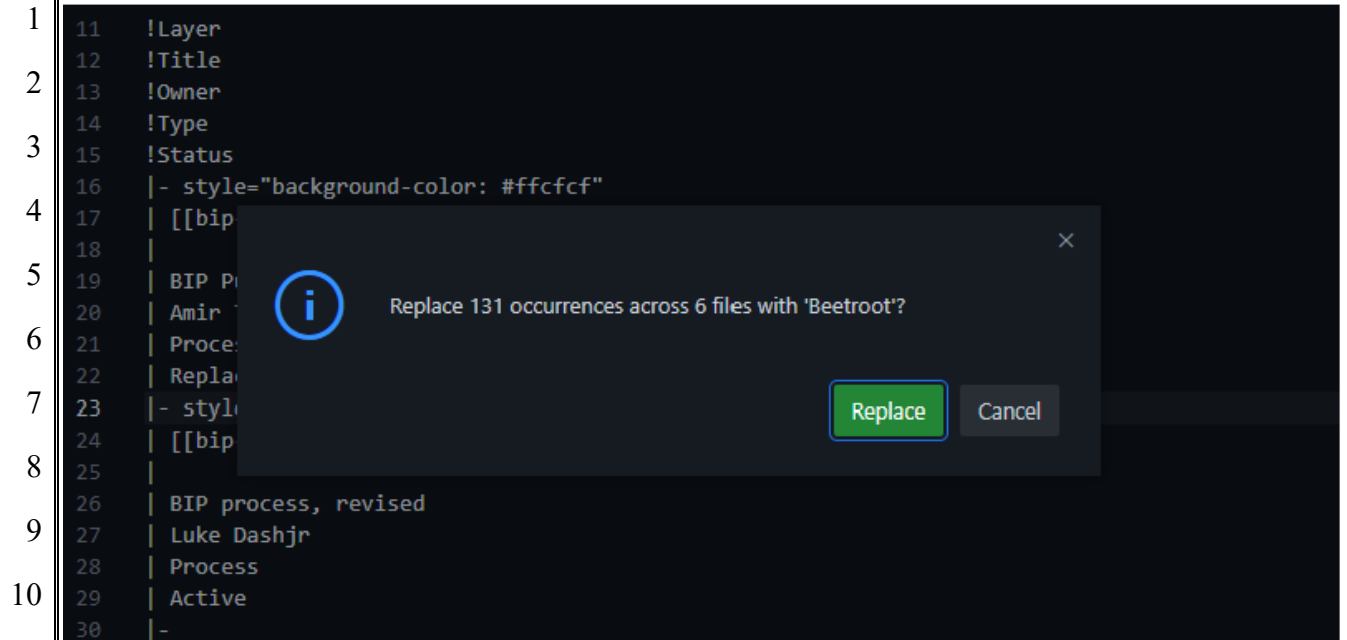 1
11 !Layer
12 !Title
2
13 !Owner
14 !Type
3
15 !Status
16 |- style="background-color: #ffcfcf"
4
17 | [[bip
18 |
5
19 | BIP
20 | Amir
6
21 |
22 |
7
23 |-
24 | [[bip
8
25 |
26 | BIP process, revised
9
27 | Luke Dashjr
28 | Process
10
29 | Active
30 |-
Replace 131 occurrences across 6 files with 'Beetroot'?
Replace Cancel